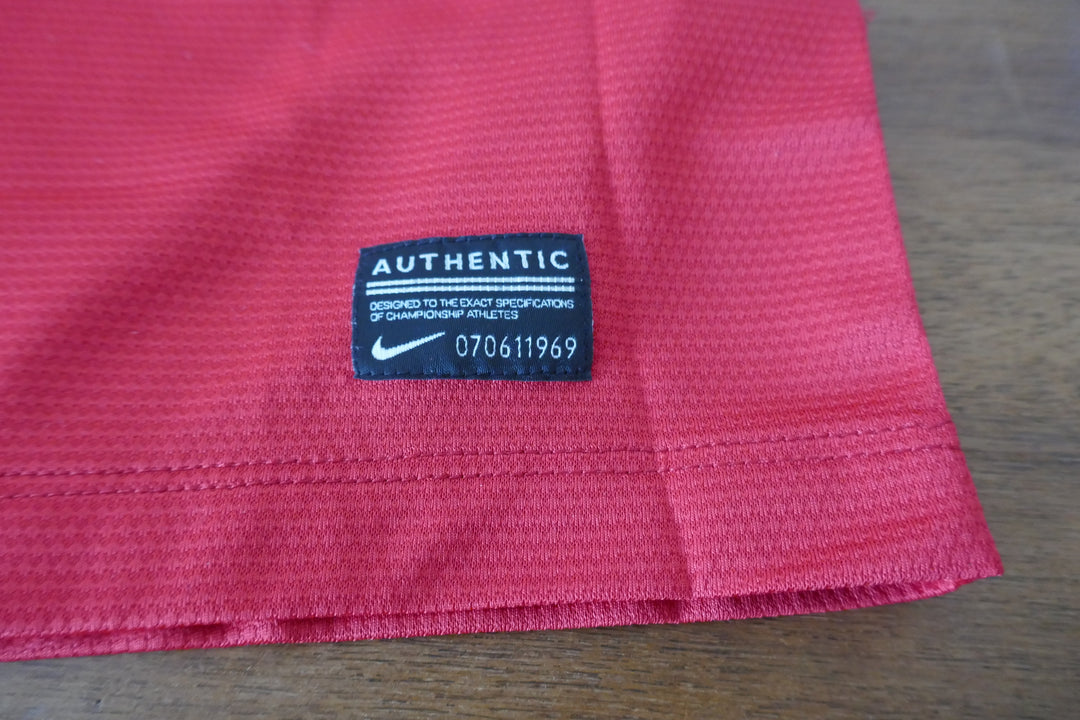 AUTHENTIC
DESIGNED TO THE EXACT SPECIFICATIONS
OF CHAMPIONSHIP ATHLETES
070611969